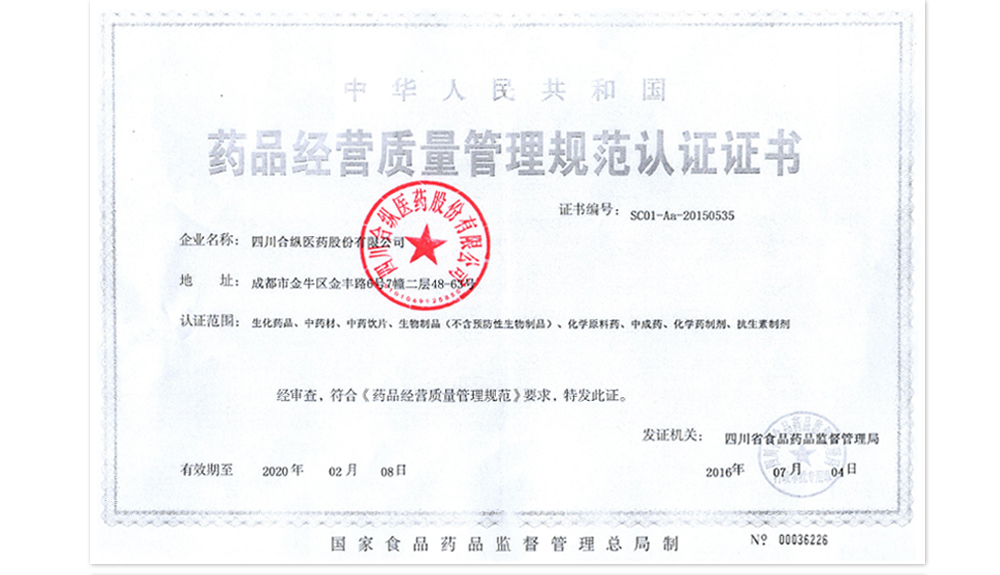 中华人民共和国
药品经营质量管理规范认证证书
证书编号: SC01-Aa-20150535
企业名称: 四川合纵医药股份有限公司
四川合纵医药股份有限公司
地 址: 成都市金牛区金丰路6号7幢二层48-63号
认证范围: 生化药品、中药材、中药饮片、生物制品(不含预防性生物制品)、化学原料药、中成药、化学药制剂、抗生素制剂
经审查,符合《药品经营质量管理规范》要求,特发此证。
发证机关: 四川省食品药品监督管理局
有效期至 2020年 02月 08日
2016年 07月 04日
国家食品药品监督管理总局制
№ 00036226